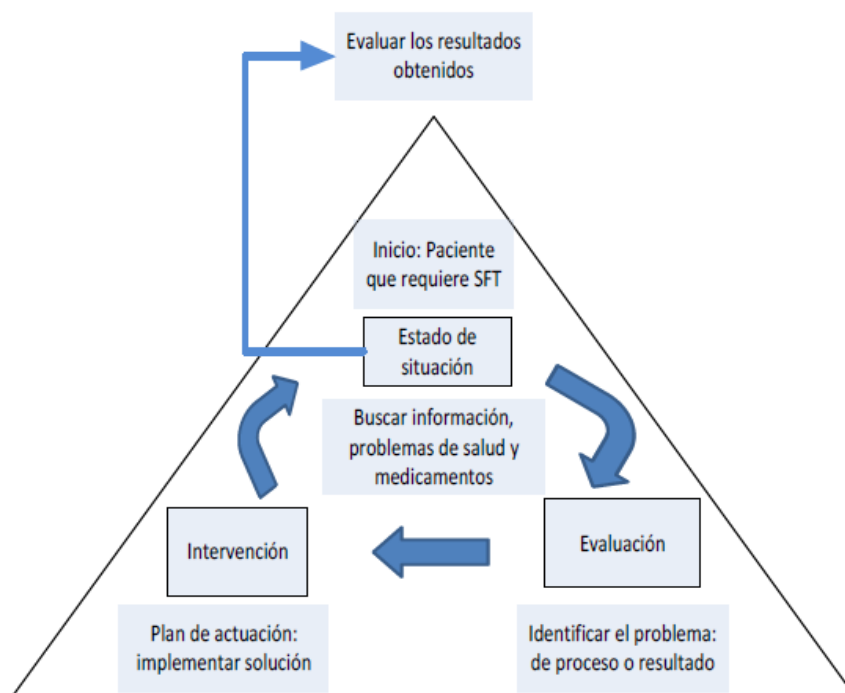 Evaluar los resultados
obtenidos
Inicio: Paciente
que requiere SFT
Estado de
situación
Buscar información,
problemas de salud y
medicamentos
Intervención
Evaluación
Plan de actuación:
implementar solución
Identificar el problema:
de proceso o resultado